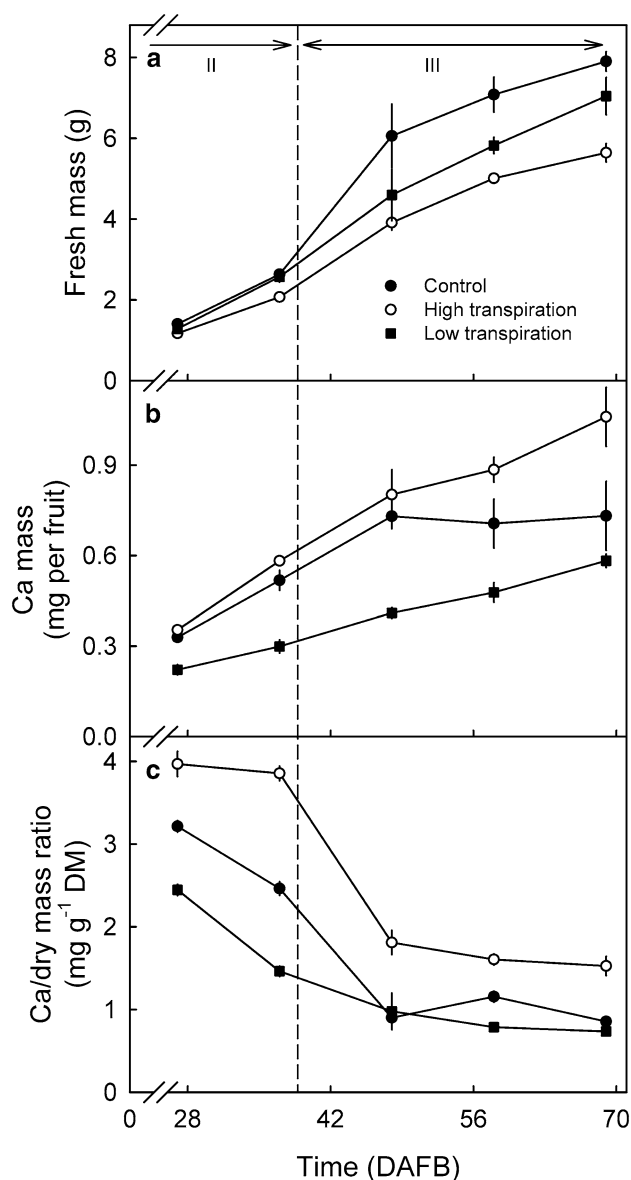 a
II
III
8
6
4
2
0
Fresh mass (g)
Control
High transpiration
Low transpiration
b
0.9
0.6
0.3
0.0
Ca mass
(mg per fruit)
c
4
3
2
1
0
Ca/dry mass ratio
(mg g⁻¹ DM)
0 28 42 56 70
Time (DAFB)